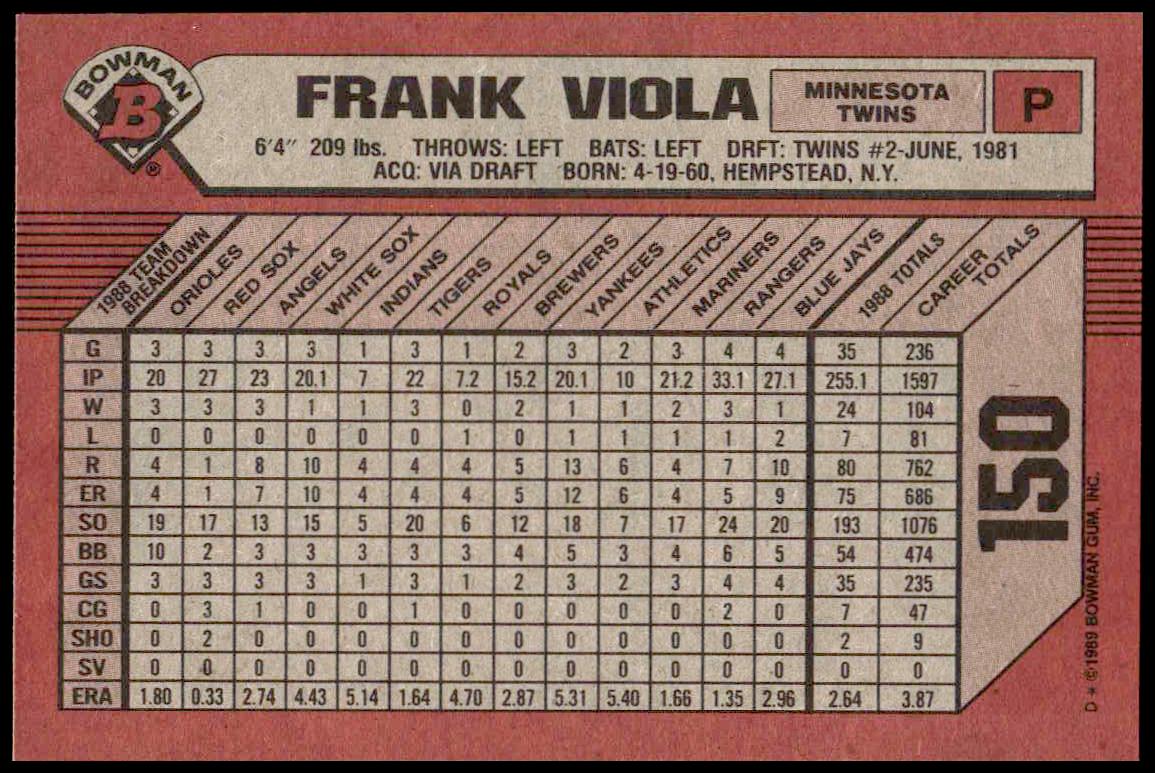 BOWMAN
B
®
FRANK VIOLA
MINNESOTA
TWINS
P
6'4" 209 lbs. THROWS: LEFT BATS: LEFT DRFT: TWINS #2-JUNE, 1981
ACQ: VIA DRAFT BORN: 4-19-60, HEMPSTEAD, N.Y.
1988 TEAM BREAKDOWN ORIOLES RED SOX ANGELS WHITE SOX INDIANS TIGERS ROYALS BREWERS YANKEES ATHLETICS MARINERS RANGERS BLUE JAYS 1988 TOTALS CAREER TOTALS
G 3 3 3 3 1 3 1 2 3 2 3 4 4 35 236
IP 20 27 23 20.1 7 22 7.2 15.2 20.1 10 21.2 33.1 27.1 255.1 1597
W 3 3 3 1 1 3 0 2 1 1 2 3 1 24 104
L 0 0 0 0 0 0 1 0 1 1 1 1 2 7 81
R 4 1 8 10 4 4 4 5 13 6 4 7 10 80 762
ER 4 1 7 10 4 4 4 5 12 6 4 5 9 75 686
SO 19 17 13 15 5 20 6 12 18 7 17 24 20 193 1076
BB 10 2 3 3 3 3 3 4 5 3 4 6 5 54 474
GS 3 3 3 3 1 3 1 2 3 2 3 4 4 35 235
CG 0 3 1 0 0 1 0 0 0 0 0 2 0 7 47
SHO 0 2 0 0 0 0 0 0 0 0 0 0 0 2 9
SV 0 0 0 0 0 0 0 0 0 0 0 0 0 0 0
ERA 1.80 0.33 2.74 4.43 5.14 1.64 4.70 2.87 5.31 5.40 1.66 1.35 2.96 2.64 3.87
150
D * ©1989 BOWMAN GUM, INC.